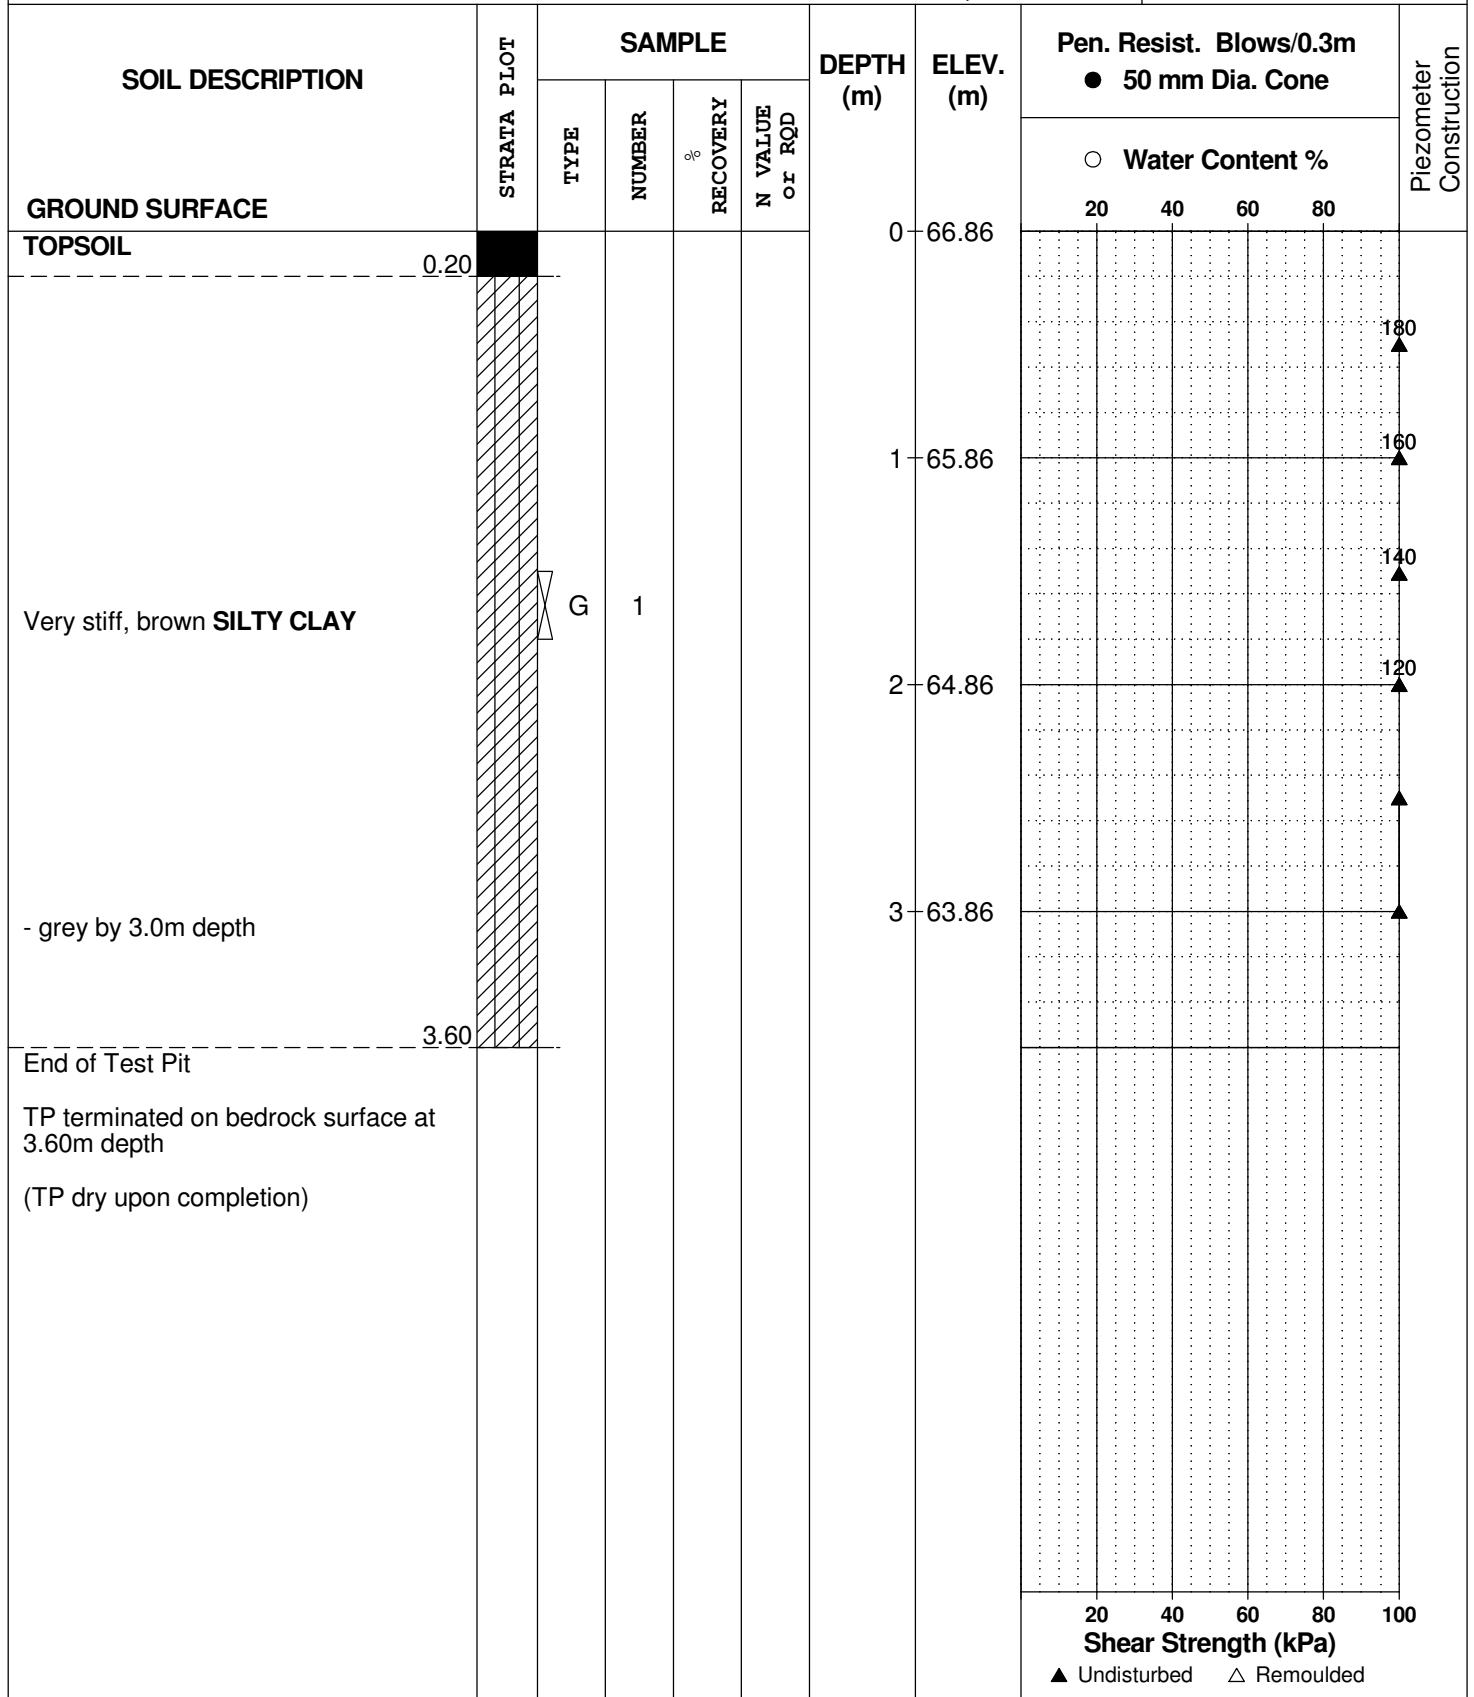 SOIL DESCRIPTION
GROUND SURFACE
STRATA PLOT
SAMPLE
TYPE
NUMBER
%
RECOVERY
N VALUE
or RQD
DEPTH
(m)
ELEV.
(m)
Pen. Resist. Blows/0.3m
● 50 mm Dia. Cone
○ Water Content %
20 40 60 80
Piezometer
Construction
TOPSOIL
0.20
0 66.86
180
160
1 65.86
140
Very stiff, brown SILTY CLAY
G 1
120
2 64.86
- grey by 3.0m depth
3 63.86
3.60
End of Test Pit
TP terminated on bedrock surface at
3.60m depth
(TP dry upon completion)
20 40 60 80 100
Shear Strength (kPa)
▲ Undisturbed △ Remoulded